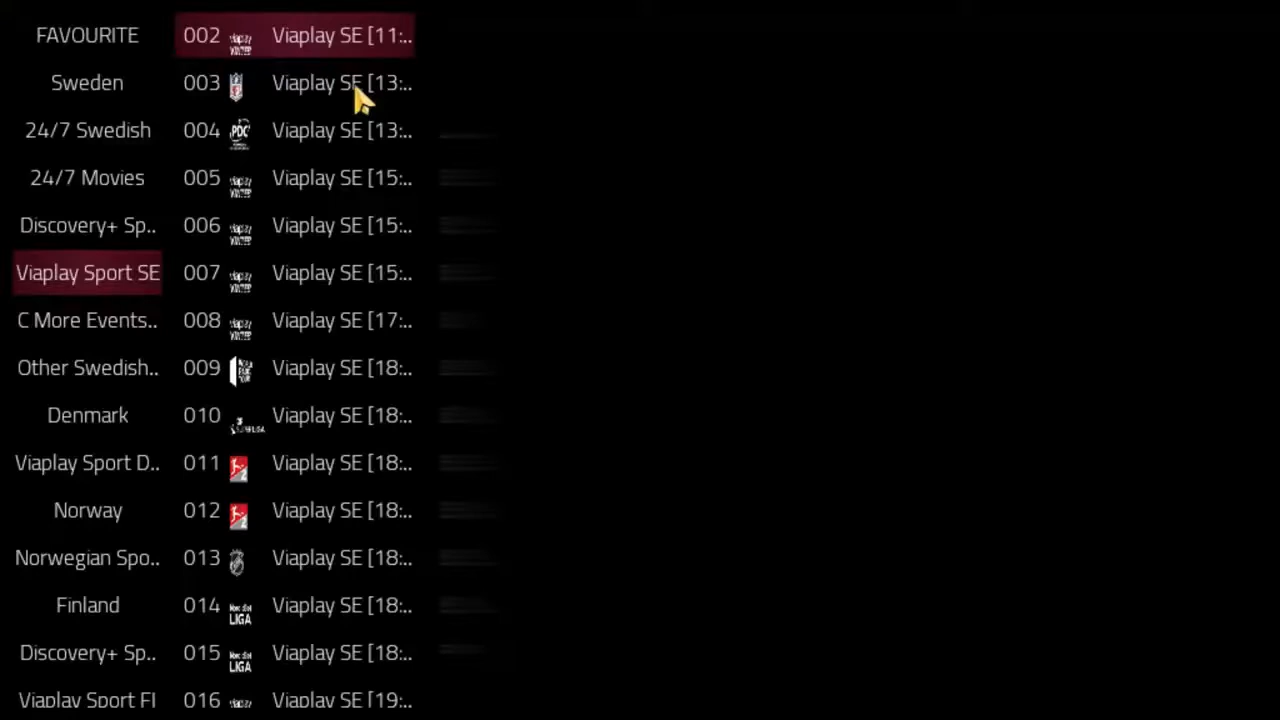 FAVOURITE 002 Viaplay SE [11:..
Sweden 003 Viaplay SE [13:..
24/7 Swedish 004 PDC Viaplay SE [13:..
24/7 Movies 005 Viaplay SE [15:..
Discovery+ Sp.. 006 Viaplay SE [15:..
Viaplay Sport SE 007 Viaplay SE [15:..
C More Events.. 008 Viaplay SE [17:..
Other Swedish.. 009 Viaplay SE [18:..
Denmark 010 Viaplay SE [18:..
Viaplay Sport D.. 011 Viaplay SE [18:..
Norway 012 Viaplay SE [18:..
Norwegian Spo.. 013 Viaplay SE [18:..
Finland 014 LIGA Viaplay SE [18:..
Discovery+ Sp.. 015 LIGA Viaplay SE [18:..
Viaplay Sport FI 016 Viaplay SE [19:..